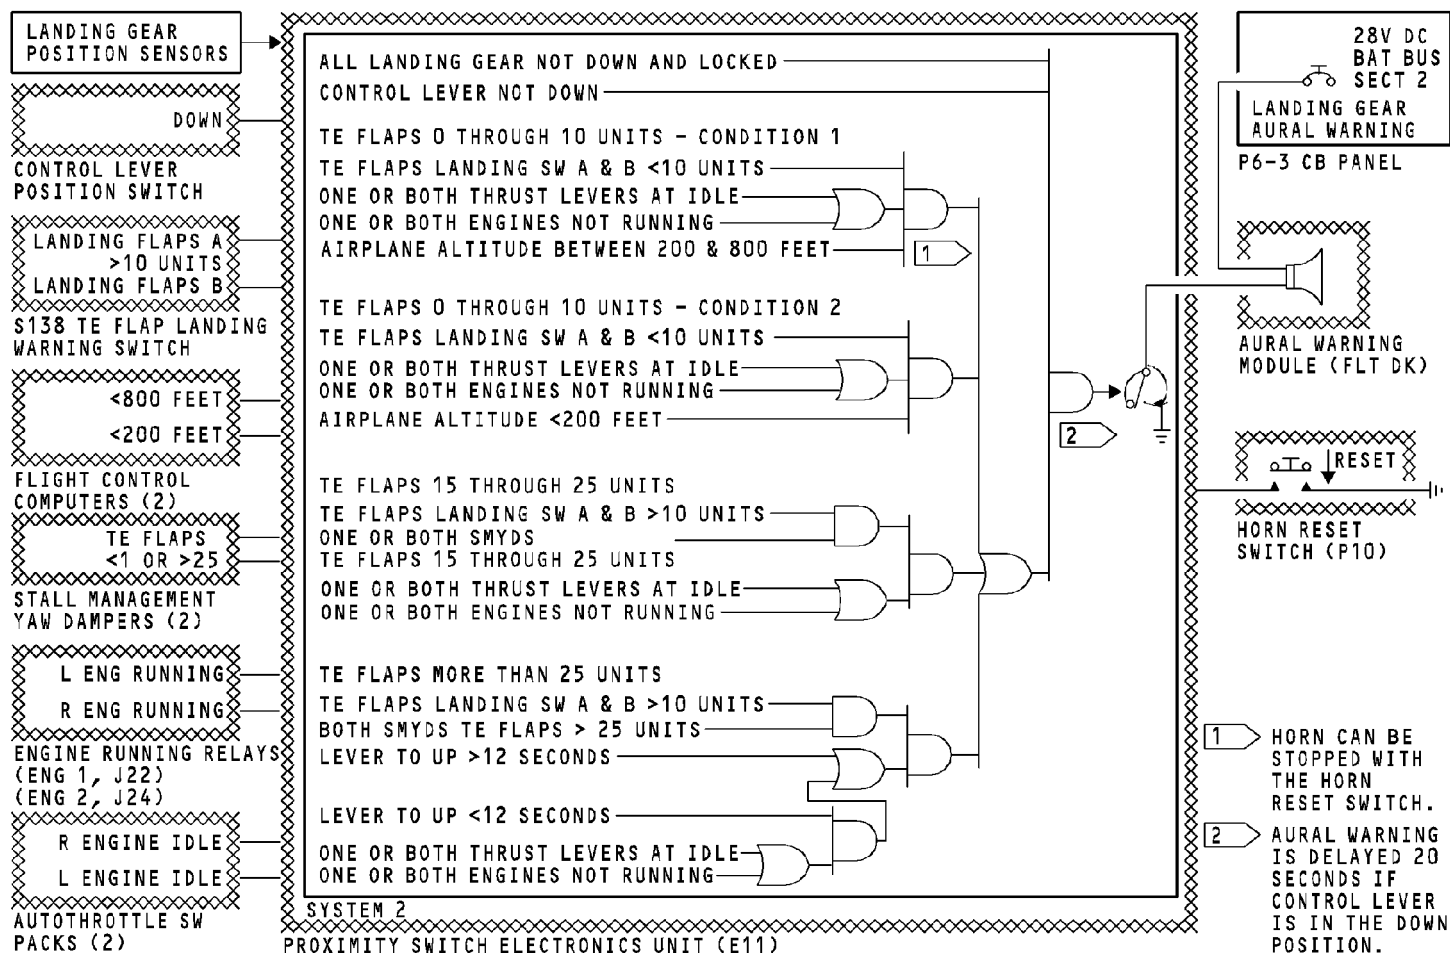 LANDING GEAR
POSITION SENSORS
DOWN
CONTROL LEVER
POSITION SWITCH
LANDING FLAPS A
>10 UNITS
LANDING FLAPS B
S138 TE FLAP LANDING
WARNING SWITCH
<800 FEET
<200 FEET
FLIGHT CONTROL
COMPUTERS (2)
TE FLAPS
<1 OR >25
STALL MANAGEMENT
YAW DAMPERS (2)
L ENG RUNNING
R ENG RUNNING
ENGINE RUNNING RELAYS
(ENG 1, J22)
(ENG 2, J24)
R ENGINE IDLE
L ENGINE IDLE
AUTOTHROTTLE SW
PACKS (2)
ALL LANDING GEAR NOT DOWN AND LOCKED
CONTROL LEVER NOT DOWN
TE FLAPS 0 THROUGH 10 UNITS - CONDITION 1
TE FLAPS LANDING SW A & B <10 UNITS
ONE OR BOTH THRUST LEVERS AT IDLE
ONE OR BOTH ENGINES NOT RUNNING
AIRPLANE ALTITUDE BETWEEN 200 & 800 FEET
1
TE FLAPS 0 THROUGH 10 UNITS - CONDITION 2
TE FLAPS LANDING SW A & B <10 UNITS
ONE OR BOTH THRUST LEVERS AT IDLE
ONE OR BOTH ENGINES NOT RUNNING
AIRPLANE ALTITUDE <200 FEET
2
TE FLAPS 15 THROUGH 25 UNITS
TE FLAPS LANDING SW A & B >10 UNITS
ONE OR BOTH SMYDS
TE FLAPS 15 THROUGH 25 UNITS
ONE OR BOTH THRUST LEVERS AT IDLE
ONE OR BOTH ENGINES NOT RUNNING
TE FLAPS MORE THAN 25 UNITS
TE FLAPS LANDING SW A & B >10 UNITS
BOTH SMYDS TE FLAPS > 25 UNITS
LEVER TO UP >12 SECONDS
LEVER TO UP <12 SECONDS
ONE OR BOTH THRUST LEVERS AT IDLE
ONE OR BOTH ENGINES NOT RUNNING
SYSTEM 2
PROXIMITY SWITCH ELECTRONICS UNIT (E11)
28V DC
BAT BUS
SECT 2
LANDING GEAR
AURAL WARNING
P6-3 CB PANEL
AURAL WARNING
MODULE (FLT DK)
RESET
HORN RESET
SWITCH (P10)
1 HORN CAN BE
STOPPED WITH
THE HORN
RESET SWITCH.
2 AURAL WARNING
IS DELAYED 20
SECONDS IF
CONTROL LEVER
IS IN THE DOWN
POSITION.